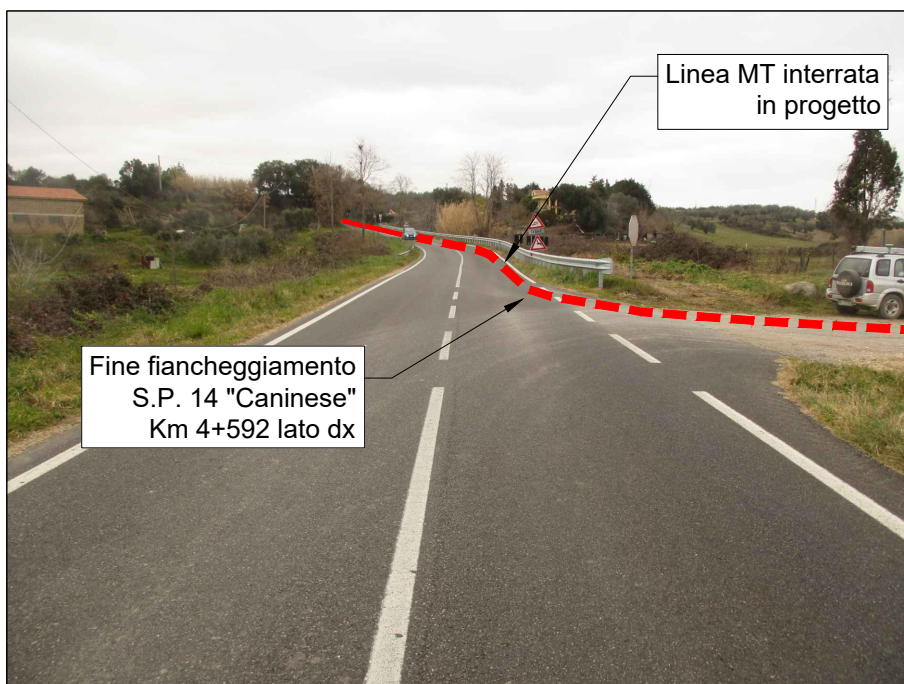 Linea MT interrata
in progetto
Fine fiancheggiamento
S.P. 14 "Caninese"
Km 4+592 lato dx